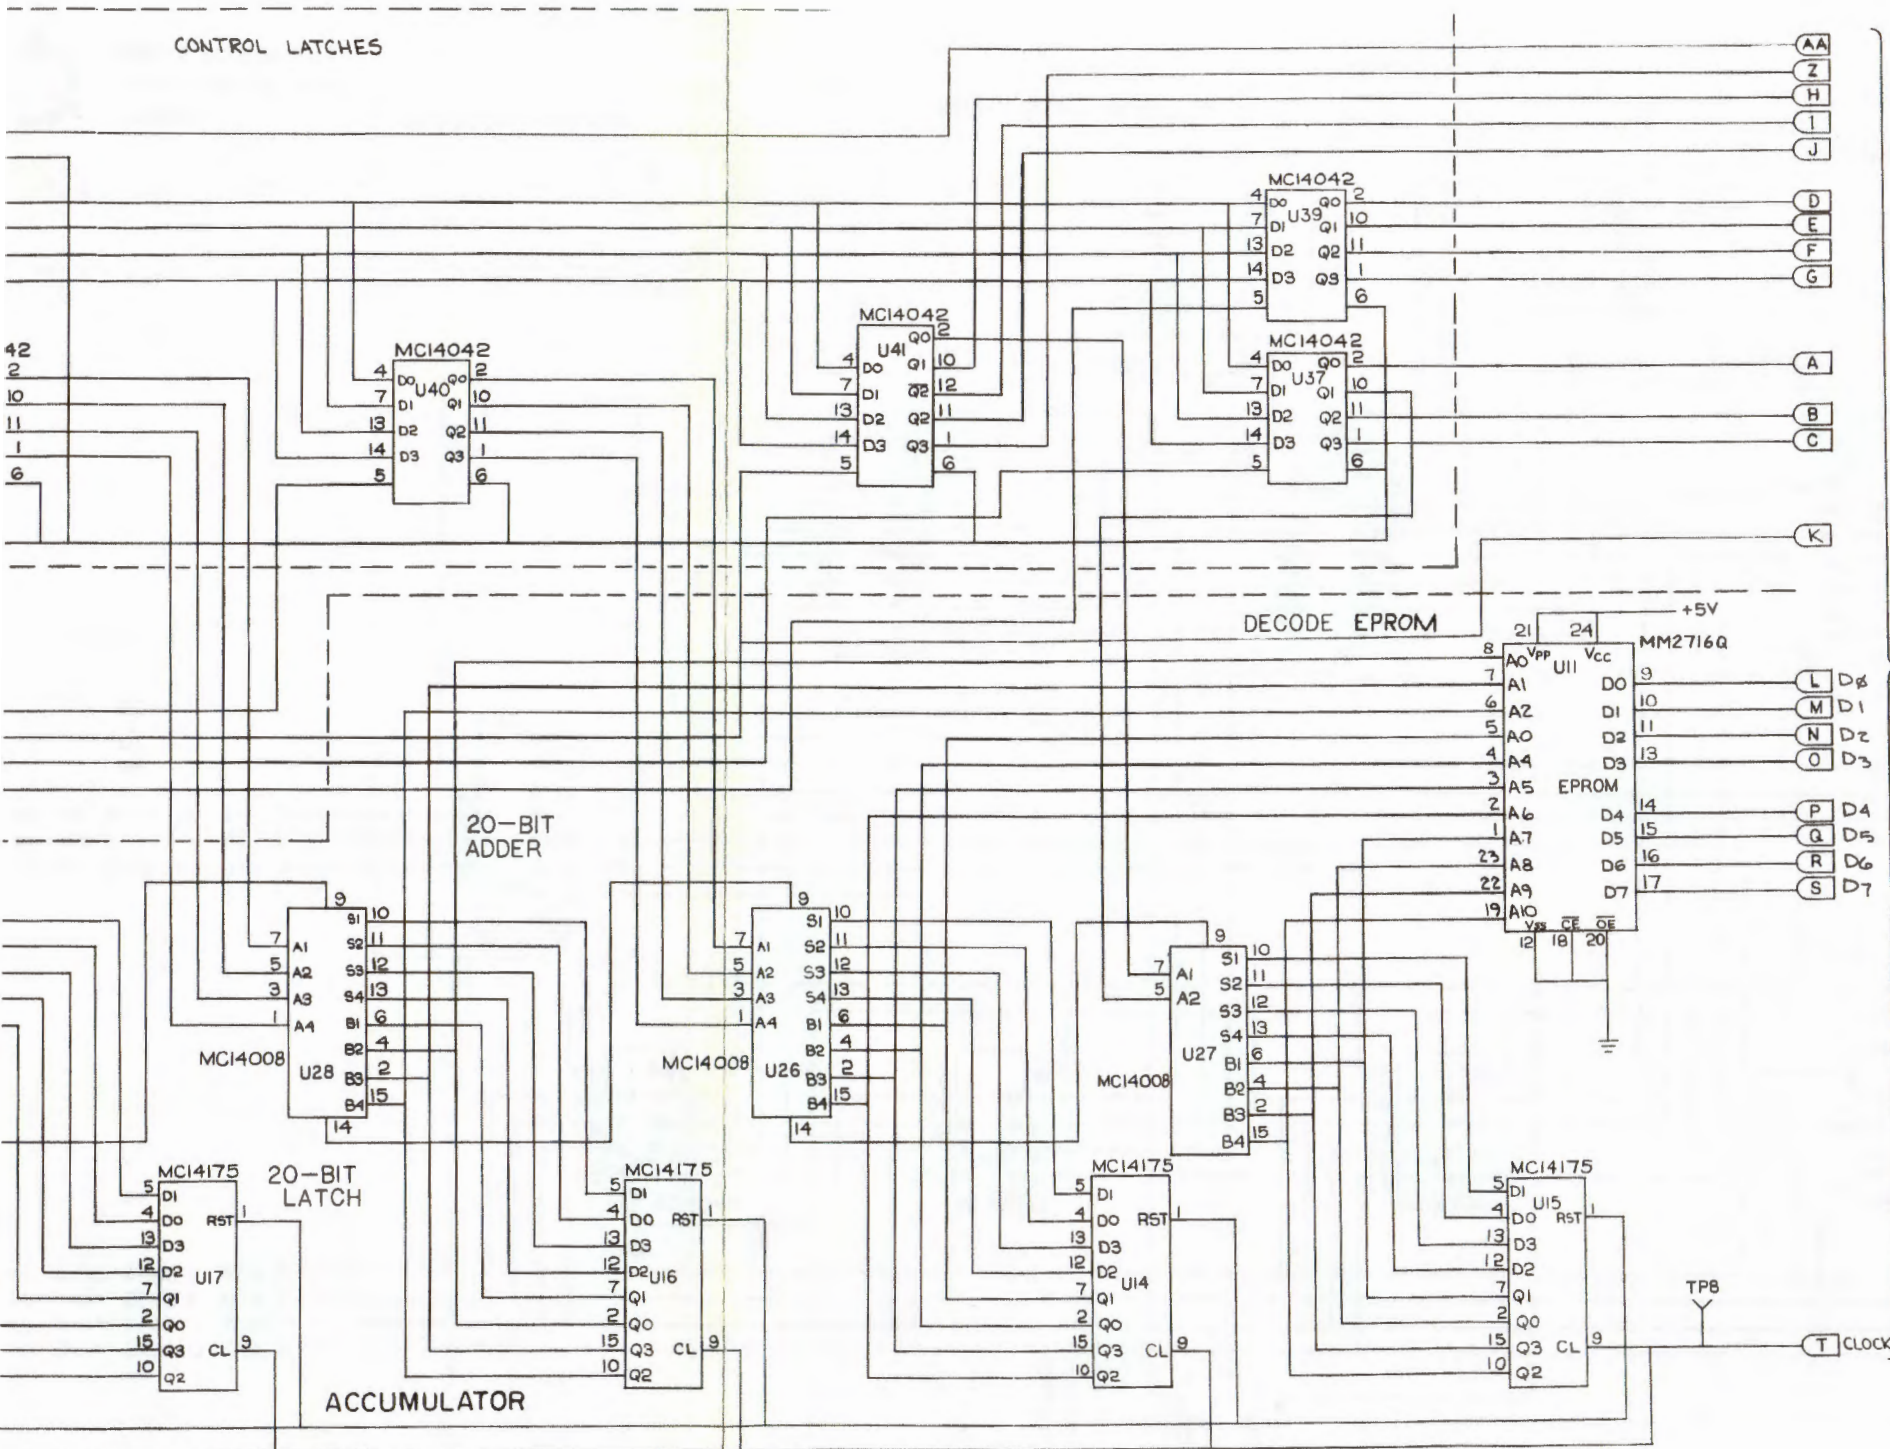 CONTROL LATCHES
AA
Z
H
I
J
MC14042
4 D0 Q0 2
U39
7 D1 Q1 10
13 D2 Q2 11
14 D3 Q3 1
5 6
D
E
F
G
MC14042
4 D0 Q0 2
U37
7 D1 Q1 10
13 D2 Q2 11
14 D3 Q3 1
5 6
A
B
C
K
MC14042
Q0 2
U41
4 D0 Q1 10
7 D1 Q2 12
13 D2 Q2 11
14 D3 Q3 1
5 6
MC14042
4 D0 Q0 2
U40
7 D1 Q1 10
13 D2 Q2 11
14 D3 Q3 1
5 6
42
2
10
11
1
6
DECODE EPROM
+5V
21 24
MM2716Q
VPP VCC
U11
8 A0
7 A1 D0 9
6 A2 D1 10
5 A0 D2 11
4 A4 D3 13
3 A5 EPROM
2 A6 D4 14
1 A7 D5 15
23 A8 D6 16
22 A9 D7 17
19 A10
VSS CE OE
12 18 20
L DØ
M D1
N D2
O D3
P D4
Q D5
R D6
S D7
20-BIT
ADDER
9
S1 10
7 A1 S2 11
5 A2 S3 12
3 A3 S4 13
1 A4 B1 6
B2 4
MC14008
U28 B3 2
B4 15
14
9
S1 10
7 A1 S2 11
5 A2 S3 12
3 A3 S4 13
1 A4 B1 6
B2 4
MC14008
U26 B3 2
B4 15
14
9
S1 10
7 A1 S2 11
5 A2 S3 12
S4 13
U27 B1 6
MC14008
B2 4
B3 2
B4 15
20-BIT
LATCH
MC14175
5 D1
4 D0 RST 1
13 D3
12 D2
U17
7 Q1
2 Q0
15 Q3 CL 9
10 Q2
MC14175
5 D1
4 D0 RST 1
13 D3
12 D2 U16
7 Q1
2 Q0
15 Q3 CL 9
10 Q2
MC14175
5 D1
4 D0 RST 1
13 D3
12 D2 U14
7 Q1
2 Q0
15 Q3 CL 9
10 Q2
MC14175
5 D1
U15
4 D0 RST 1
13 D3
12 D2
7 Q1
2 Q0
15 Q3 CL 9
10 Q2
TP8
T CLOCK
ACCUMULATOR